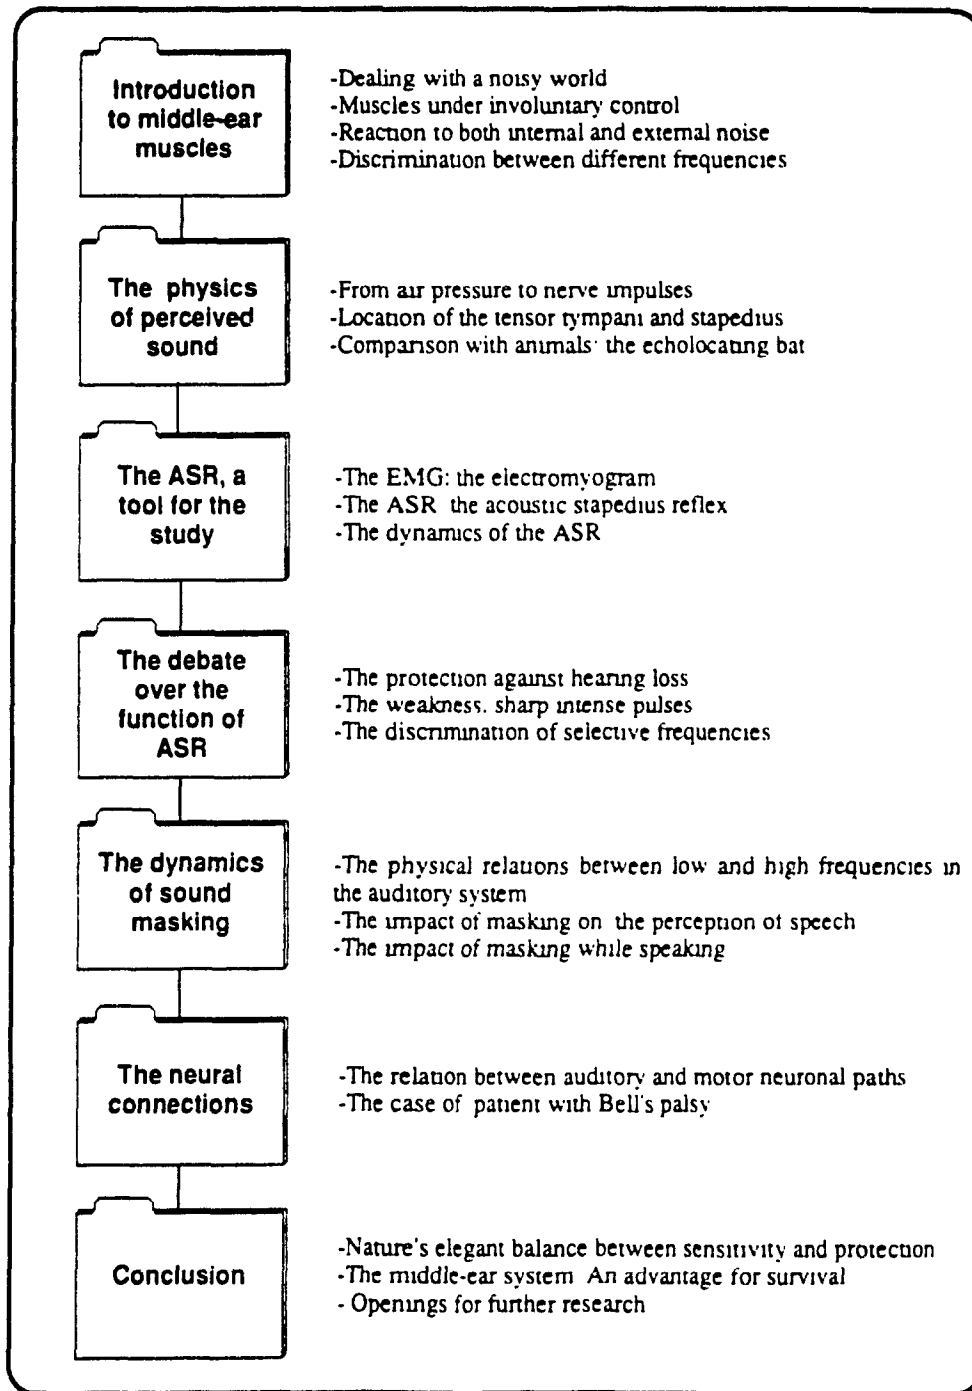 Introduction
to middle-ear
muscles
-Dealing with a noisy world
-Muscles under involuntary control
-Reaction to both internal and external noise
-Discrimination between different frequencies
The physics
of perceived
sound
-From air pressure to nerve impulses
-Location of the tensor tympani and stapedius
-Comparison with animals: the echolocating bat
The ASR, a
tool for the
study
-The EMG: the electromyogram
-The ASR the acoustic stapedius reflex
-The dynamics of the ASR
The debate
over the
function of
ASR
-The protection against hearing loss
-The weakness. sharp intense pulses
-The discrimination of selective frequencies
The dynamics
of sound
masking
-The physical relations between low and high frequencies in
the auditory system
-The impact of masking on the perception of speech
-The impact of masking while speaking
The neural
connections
-The relation between auditory and motor neuronal paths
-The case of patient with Bell's palsy
Conclusion
-Nature's elegant balance between sensitivity and protection
-The middle-ear system An advantage for survival
- Openings for further research